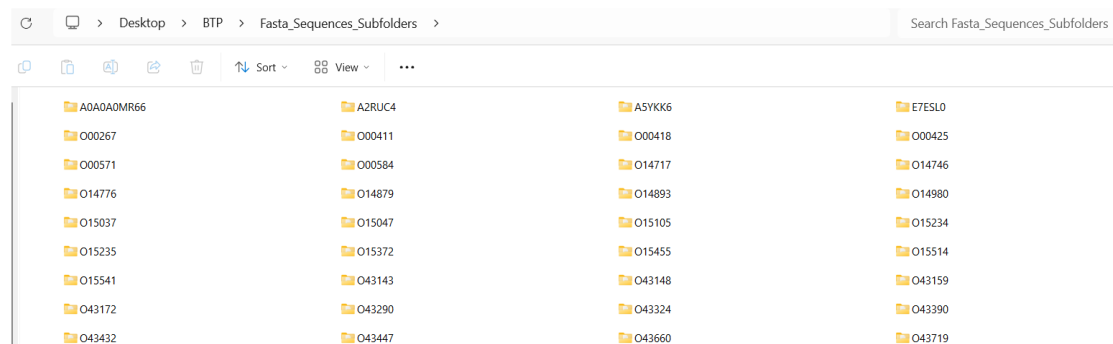 Desktop > BTP > Fasta_Sequences_Subfolders > Search Fasta_Sequences_Subfolders
Sort View
A0A0A0MR66 A2RUC4 A5YKK6 E7ESL0
O00267 O00411 O00418 O00425
O00571 O00584 O14717 O14746
O14776 O14879 O14893 O14980
O15037 O15047 O15105 O15234
O15235 O15372 O15455 O15514
O15541 O43143 O43148 O43159
O43172 O43290 O43324 O43390
O43432 O43447 O43660 O43719